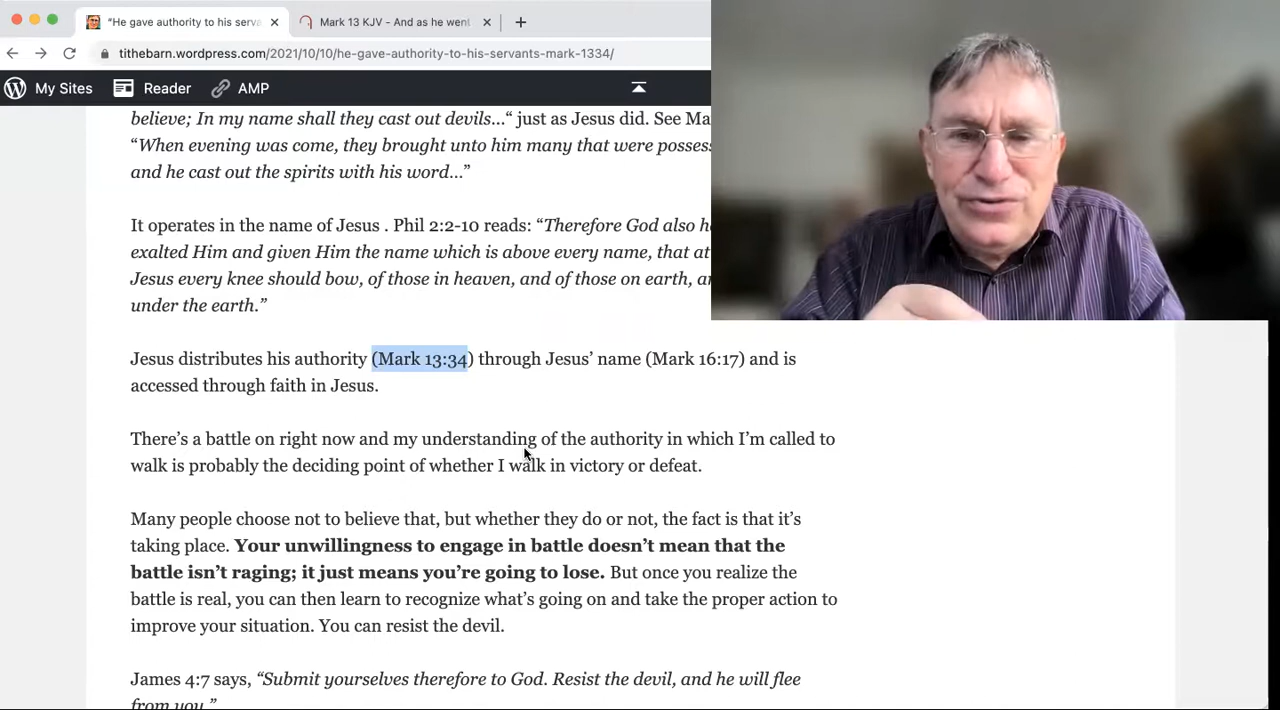 "He gave authority to his serva
Mark 13 KJV - And as he went
tithebarn.wordpress.com/2021/10/10/he-gave-authority-to-his-servants-mark-1334/
My Sites Reader AMP
believe; In my name shall they cast out devils…“ just as Jesus did. See Ma
“When evening was come, they brought unto him many that were possess
and he cast out the spirits with his word…”
It operates in the name of Jesus . Phil 2:2-10 reads: “Therefore God also h
exalted Him and given Him the name which is above every name, that at
Jesus every knee should bow, of those in heaven, and of those on earth, a
under the earth.”
Jesus distributes his authority (Mark 13:34) through Jesus’ name (Mark 16:17) and is
accessed through faith in Jesus.
There’s a battle on right now and my understanding of the authority in which I’m called to
walk is probably the deciding point of whether I walk in victory or defeat.
Many people choose not to believe that, but whether they do or not, the fact is that it’s
taking place. Your unwillingness to engage in battle doesn’t mean that the
battle isn’t raging; it just means you’re going to lose. But once you realize the
battle is real, you can then learn to recognize what’s going on and take the proper action to
improve your situation. You can resist the devil.
James 4:7 says, “Submit yourselves therefore to God. Resist the devil, and he will flee
from you.”